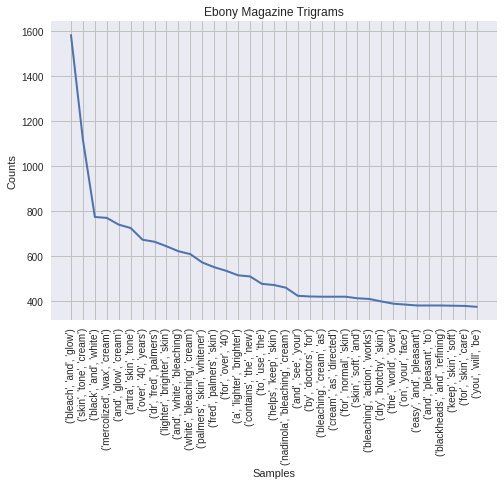 Ebony Magazine Trigrams
Counts
1600
1400
1200
1000
800
600
400
('bleach', 'and', 'glow')
('skin', 'tone', 'cream')
('black', 'and', 'white')
('mercolized', 'wax', 'cream')
('and', 'glow', 'cream')
('artra', 'skin', 'tone')
('over', '40', 'years')
('dr', 'fred', 'palmers')
('lighter', 'brighter', 'skin')
('and', 'white', 'bleaching')
('white', 'bleaching', 'cream')
('palmers', 'skin', 'whitener')
('fred', 'palmers', 'skin')
('for', 'over', '40')
('a', 'lighter', 'brighter')
('contains', 'the', 'new')
('to', 'use', 'the')
('helps', 'keep', 'skin')
('nadinola', 'bleaching', 'cream')
('and', 'see', 'your')
('by', 'doctors', 'for')
('bleaching', 'cream', 'as')
('cream', 'as', 'directed')
('for', 'normal', 'skin')
('skin', 'soft', 'and')
('bleaching', 'action', 'works')
('dry', 'blotchy', 'skin')
('the', 'world', 'over')
('on', 'your', 'face')
('easy', 'and', 'pleasant')
('and', 'pleasant', 'to')
('blackheads', 'and', 'refining')
('keep', 'skin', 'soft')
('for', 'skin', 'care')
('you', 'will', 'be')
Samples